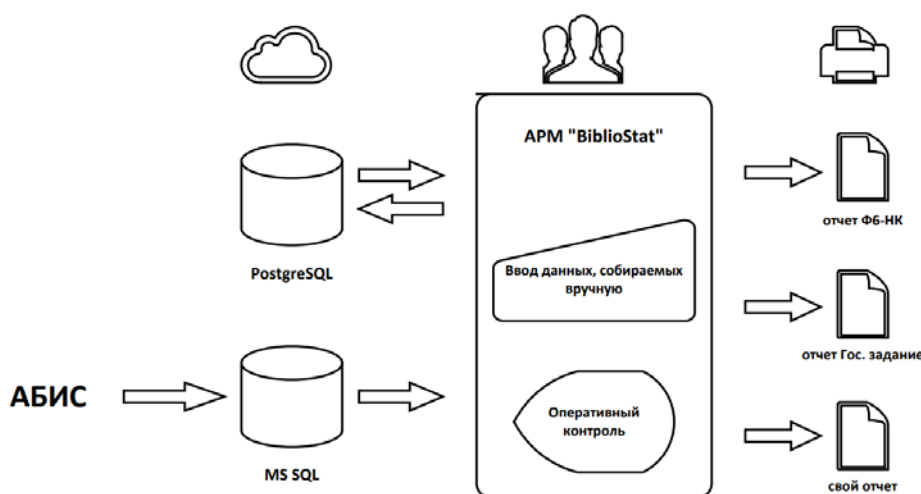 АРМ "BiblioStat"
отчет Ф6-НК
PostgreSQL
Ввод данных, собираемых
вручную
отчет Гос. задание
АБИС
MS SQL
Оперативный
контроль
свой отчет